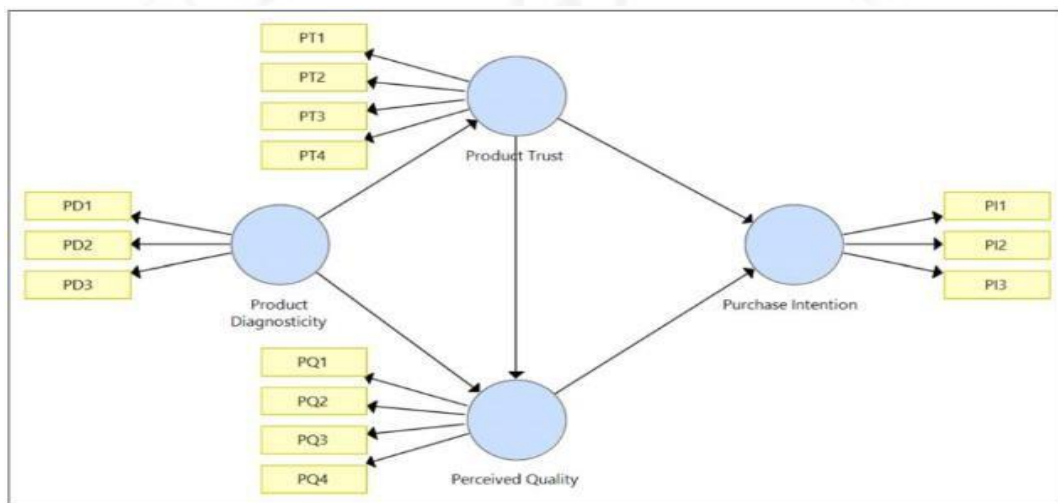 PT1
PT2
PT3
PT4
Product Trust
PD1
PD2
PD3
Product
Diagnosticity
PI1
PI2
PI3
Purchase Intention
PQ1
PQ2
PQ3
PQ4
Perceived Quality